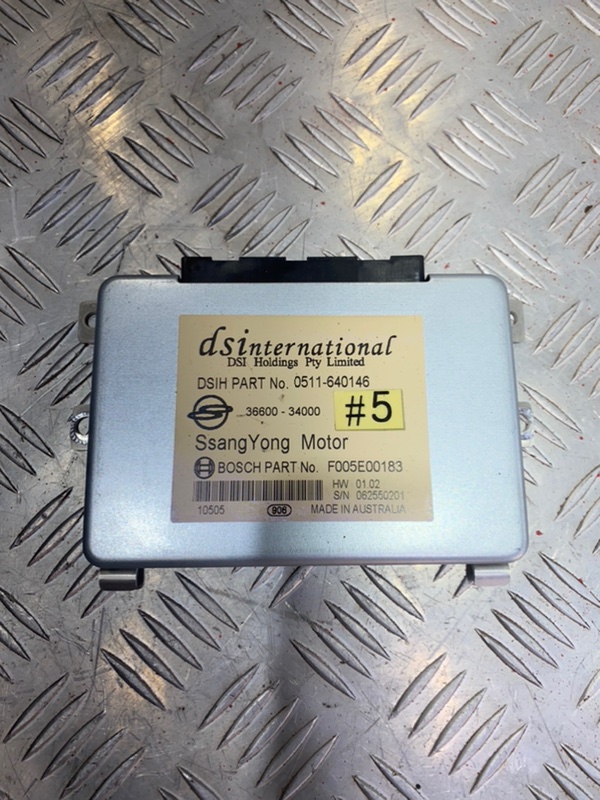 dsinternational
DSI Holdings Pty Limited
DSIH PART No. 0511-640146
36600 - 34000
#5
SsangYong Motor
BOSCH PART No. F005E00183
HW 01.02
S/N 062550201
10505
906
MADE IN AUSTRALIA